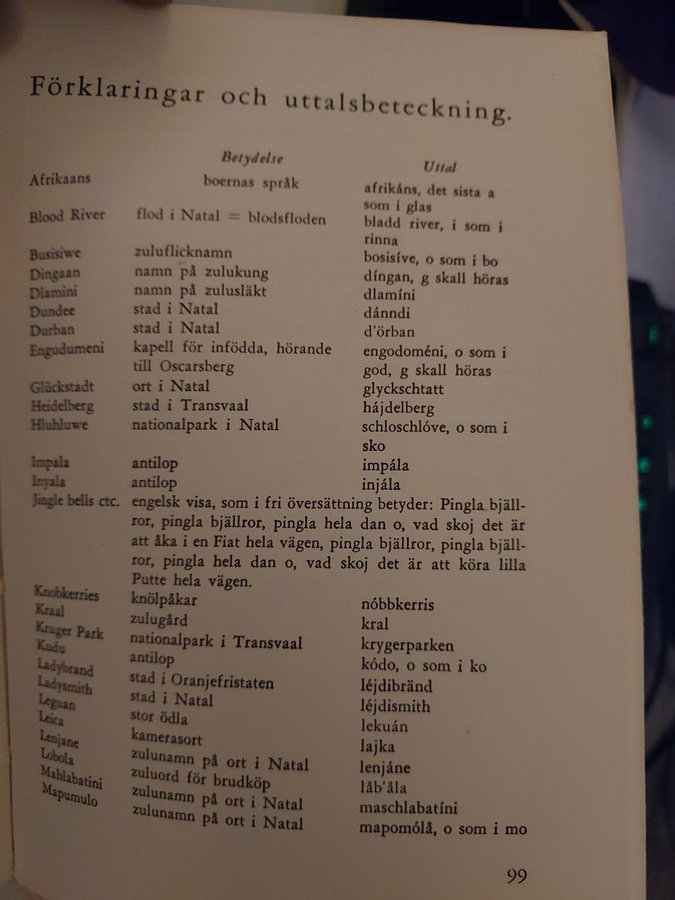 Förklaringar och uttalsbeteckning.
Betydelse Uttal
Afrikaans boernas språk afrikáns, det sista a
som i glas
Blood River flod i Natal = blodsfloden bladd river, i som i
rinna
Busisiwe zuluflicknamn bosisíve, o som i bo
Dingaan namn på zulukung díngan, g skall höras
Dlamini namn på zulusläkt dlamíni
Dundee stad i Natal dánndi
Durban stad i Natal d'örban
Engudumeni kapell för infödda, hörande engodoméni, o som i
till Oscarsberg god, g skall höras
Glückstadt ort i Natal glyckschtatt
Heidelberg stad i Transvaal hájdelberg
Hluhluwe nationalpark i Natal schloschlóve, o som i
sko
Impala antilop impála
Inyala antilop injála
Jingle bells etc. engelsk visa, som i fri översättning betyder: Pingla bjäll-
ror, pingla bjällror, pingla hela dan o, vad skoj det är
att åka i en Fiat hela vägen, pingla bjällror, pingla bjäll-
ror, pingla hela dan o, vad skoj det är att köra lilla
Putte hela vägen.
Knobkerries knölpåkar nóbbkerris
Kraal zulugård kral
Kruger Park nationalpark i Transvaal krygerparken
Kudu antilop kódo, o som i ko
Ladybrand stad i Oranjefristaten léjdibränd
Ladysmith stad i Natal léjdismith
Leguan stor ödla lekuán
Leica kamerasort lajka
Lenjane zulunamn på ort i Natal lenjáne
Lobola zuluord för brudköp låb'åla
Mahlabatini zulunamn på ort i Natal maschlabatíni
Mapumulo zulunamn på ort i Natal mapomólå, o som i mo
99